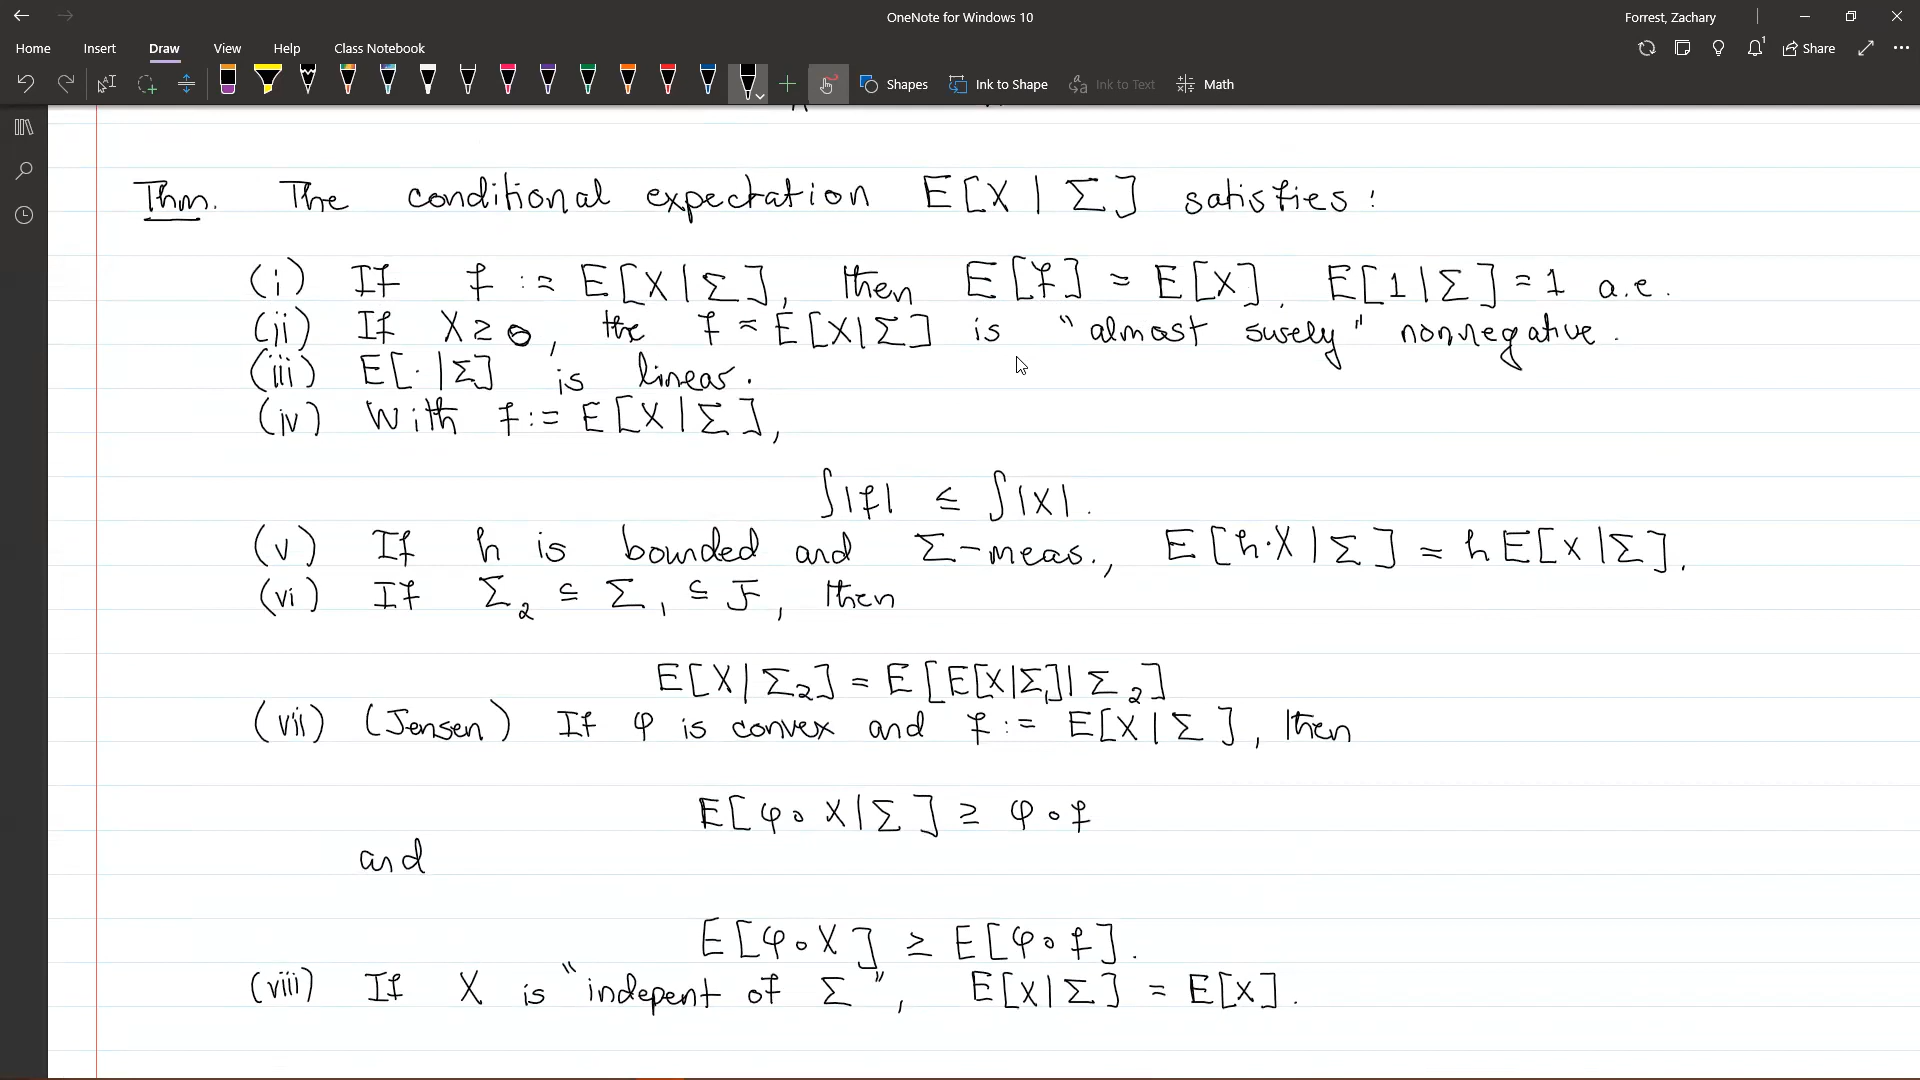 OneNote for Windows 10
Forrest, Zachary
Home Insert Draw View Help Class Notebook
1 Share
Shapes Ink to Shape Ink to Text Math
Thm. The conditional expectation E[X | Σ] satisfies :
(i) If f := E[X|Σ], then E[f] = E[X]. E[1|Σ] = 1 a.e.
(ii) If X ≥ 0, the f = E[X|Σ] is "almost surely" nonnegative.
(iii) E[·|Σ] is linear.
(iv) With f := E[X|Σ],
∫|f| ≤ ∫|X|.
(v) If h is bounded and Σ-meas., E[h·X|Σ] = hE[X|Σ].
(vi) If Σ₂ ⊆ Σ₁ ⊆ F, then
E[X|Σ₂] = E[E[X|Σ₁]|Σ₂]
(vii) (Jensen) If φ is convex and f := E[X|Σ], then
E[φ∘X|Σ] ≥ φ∘f
and
E[φ∘X] ≥ E[φ∘f].
(viii) If X is "indepent of Σ", E[X|Σ] = E[X].